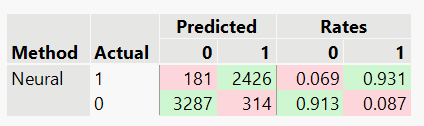 Predicted Rates
Method Actual 0 1 0 1
Neural 1 181 2426 0.069 0.931
0 3287 314 0.913 0.087